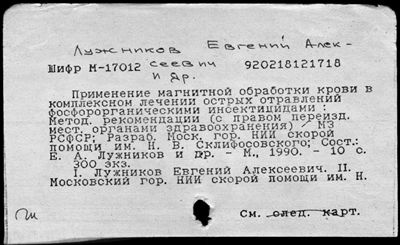 Лужников Евгений Алек-
Шифр М-17012 сеевич 920218121718
и др.
Применение магнитной обработки крови в
комплексном лечении острых отравлений
фосфорорганическими инсектицидами :
Метод. рекомендации (с правом переизд.
мест. органами здравоохранения) / МЗ
РСФСР; Разраб. Моск. гор. НИИ скорой
помощи им. Н. В. Склифосовского; Сост.:
Е. А. Лужников и др. - М., 1990. - 10 с.
300 экз.
I. Лужников Евгений Алексеевич. II.
Московский гор. НИИ скорой помощи им. Н.
См. след. карт.